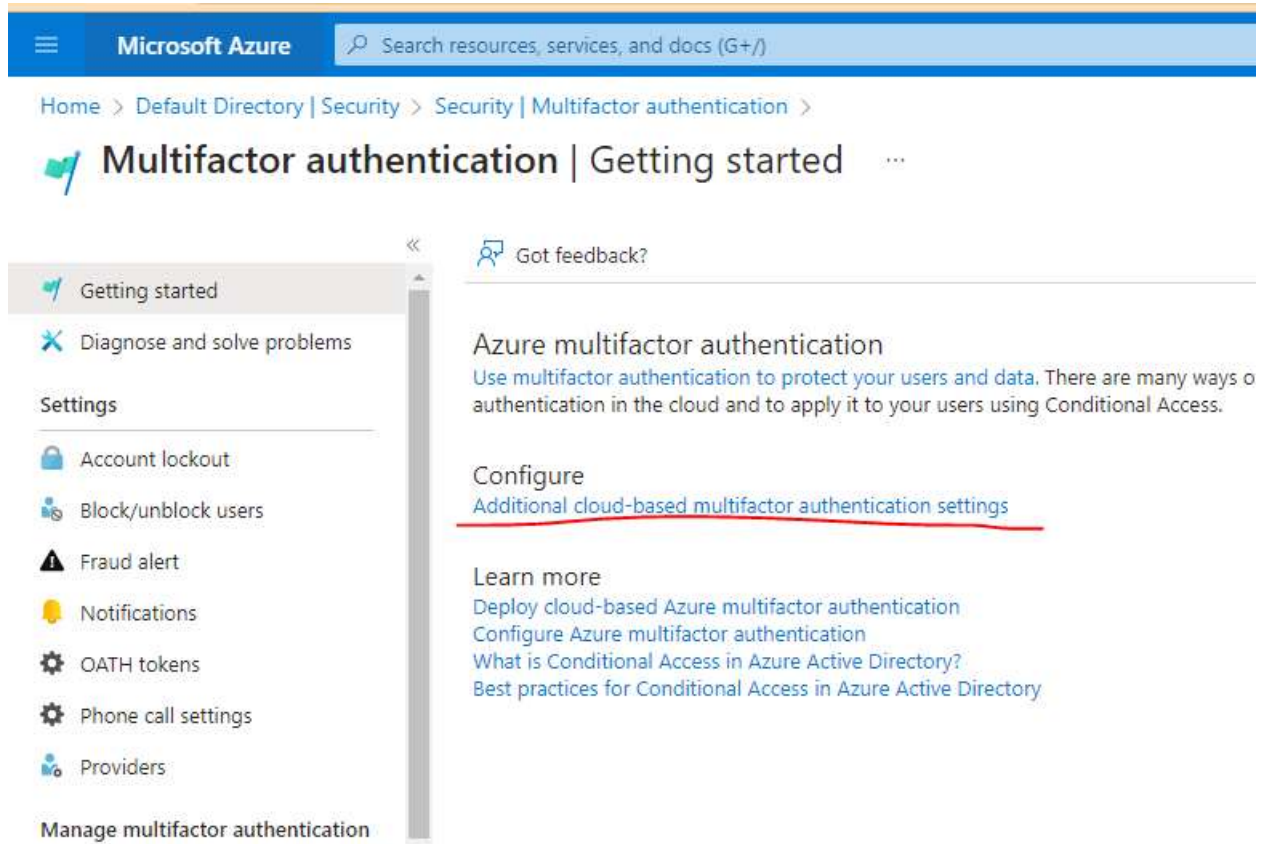 Microsoft Azure
Search resources, services, and docs (G+/)
Home > Default Directory | Security > Security | Multifactor authentication >
Multifactor authentication | Getting started ...
«
Got feedback?
Getting started
Diagnose and solve problems
Settings
Account lockout
Block/unblock users
Fraud alert
Notifications
OATH tokens
Phone call settings
Providers
Manage multifactor authentication
Azure multifactor authentication
Use multifactor authentication to protect your users and data. There are many ways o
authentication in the cloud and to apply it to your users using Conditional Access.
Configure
Additional cloud-based multifactor authentication settings
Learn more
Deploy cloud-based Azure multifactor authentication
Configure Azure multifactor authentication
What is Conditional Access in Azure Active Directory?
Best practices for Conditional Access in Azure Active Directory